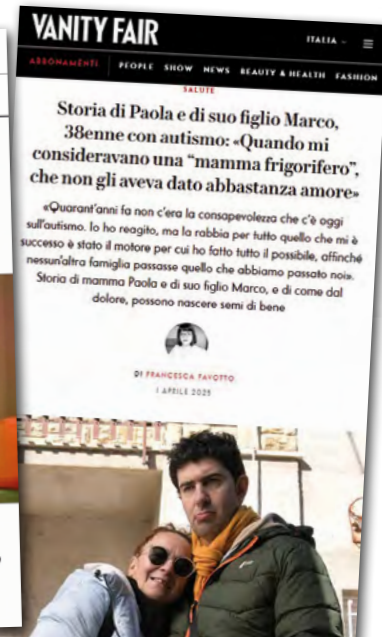 VANITY FAIR
ITALIA
ABBONAMENTI PEOPLE SHOW NEWS BEAUTY & HEALTH FASHION
SALUTE
Storia di Paola e di suo figlio Marco,
38enne con autismo: «Quando mi
consideravano una “mamma frigorifero”,
che non gli aveva dato abbastanza amore»
«Quarant'anni fa non c'era la consapevolezza che c'è oggi
sull'autismo. Io ho reagito, ma la rabbia per tutto quello che mi è
successo è stato il motore per cui ho fatto tutto il possibile, affinché
nessun'altra famiglia passasse quello che abbiamo passato noi».
Storia di mamma Paola e di suo figlio Marco, e di come dal
dolore, possono nascere semi di bene
DI FRANCESCA FAVOTTO
1 APRILE 2025